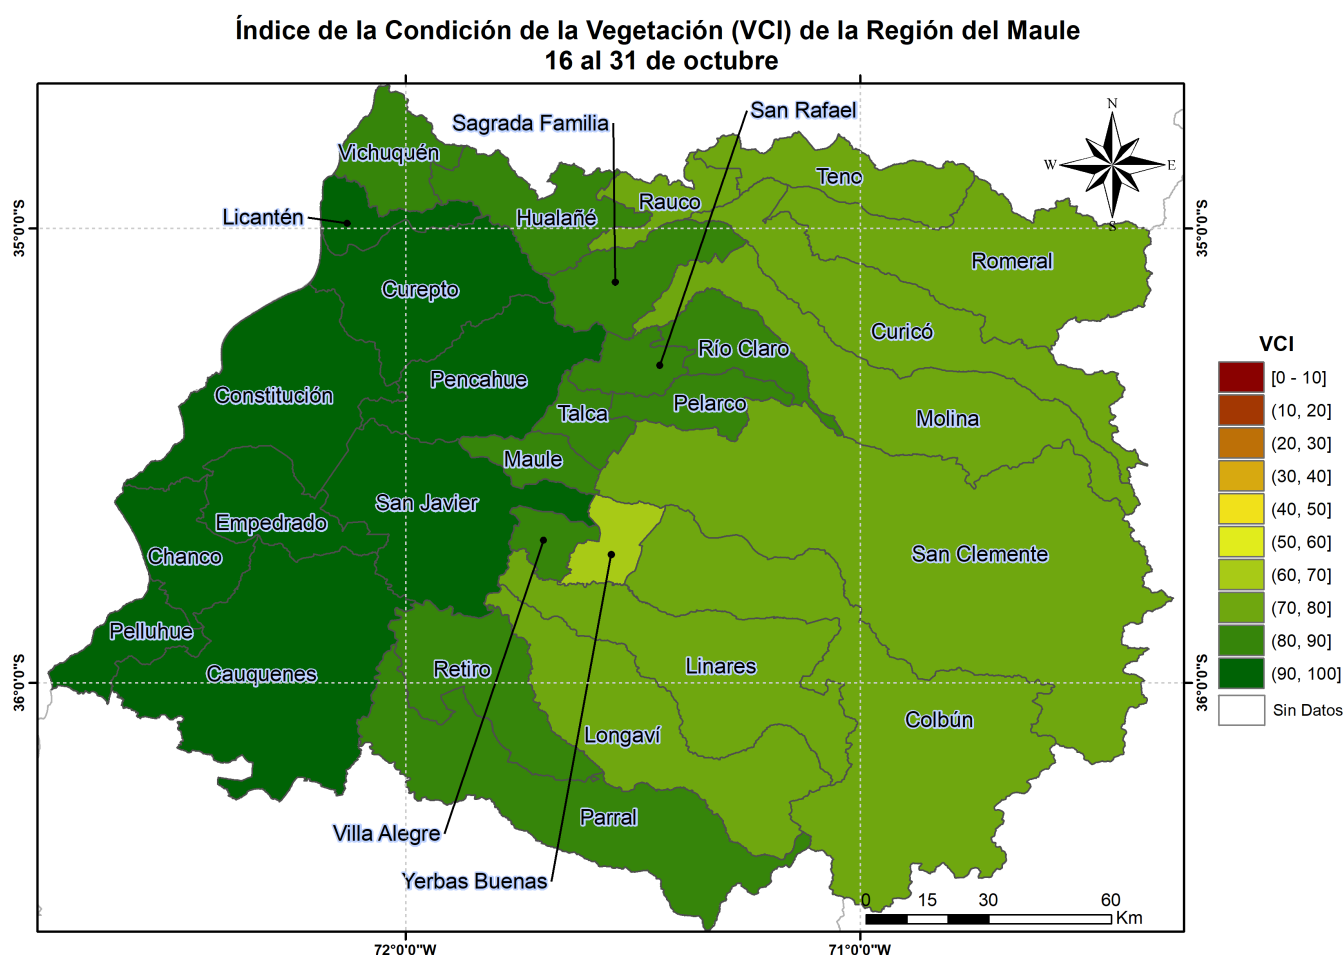 Índice de la Condición de la Vegetación (VCI) de la Región del Maule
16 al 31 de octubre
San Rafael
Sagrada Familia
N
Vichuquén
W
E
Teno
Rauco
Licantén
Hualañé
S
35°0'0"S
35°0'0"S
Romeral
Curepto
Curicó
Río Claro
VCI
Pencahue
[0 - 10]
Constitución
Pelarco
Talca
(10, 20]
Molina
(20, 30]
Maule
(30, 40]
San Javier
(40, 50]
Empedrado
(50, 60]
Chanco
San Clemente
(60, 70]
(70, 80]
Pelluhue
(80, 90]
Retiro
Linares
Cauquenes
(90, 100]
36°0'0"S
36°0'0"S
Sin Datos
Colbún
Longaví
Parral
Villa Alegre
Yerbas Buenas
0 15 30 60
Km
72°0'0"W
71°0'0"W